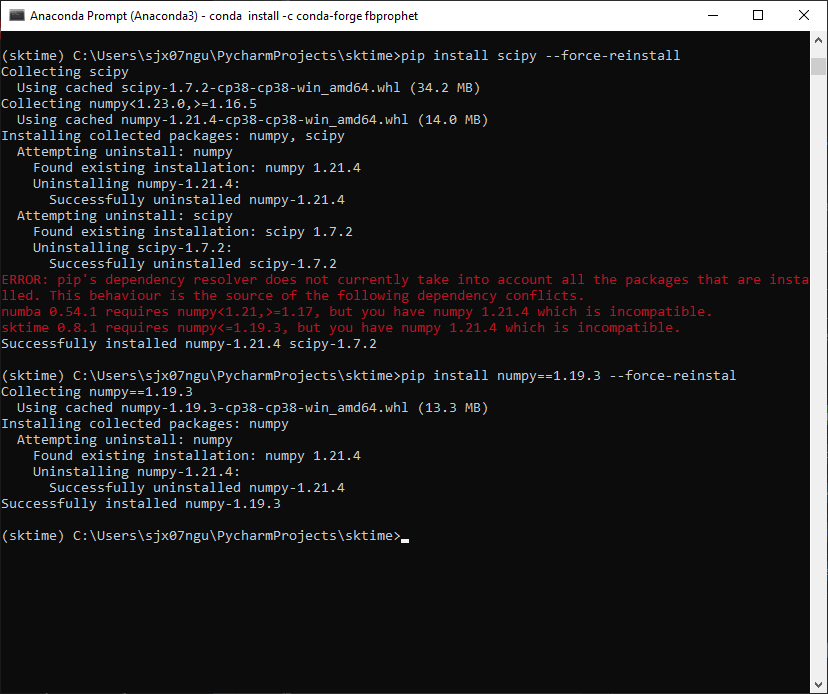 Anaconda Prompt (Anaconda3) - conda  install -c conda-forge fbprophet
(sktime) C:\Users\sjx07ngu\PycharmProjects\sktime>pip install scipy --force-reinstall
Collecting scipy
  Using cached scipy-1.7.2-cp38-cp38-win_amd64.whl (34.2 MB)
Collecting numpy<1.23.0,>=1.16.5
  Using cached numpy-1.21.4-cp38-cp38-win_amd64.whl (14.0 MB)
Installing collected packages: numpy, scipy
  Attempting uninstall: numpy
    Found existing installation: numpy 1.21.4
    Uninstalling numpy-1.21.4:
      Successfully uninstalled numpy-1.21.4
  Attempting uninstall: scipy
    Found existing installation: scipy 1.7.2
    Uninstalling scipy-1.7.2:
      Successfully uninstalled scipy-1.7.2
ERROR: pip's dependency resolver does not currently take into account all the packages that are insta
lled. This behaviour is the source of the following dependency conflicts.
numba 0.54.1 requires numpy<1.21,>=1.17, but you have numpy 1.21.4 which is incompatible.
sktime 0.8.1 requires numpy<=1.19.3, but you have numpy 1.21.4 which is incompatible.
Successfully installed numpy-1.21.4 scipy-1.7.2
(sktime) C:\Users\sjx07ngu\PycharmProjects\sktime>pip install numpy==1.19.3 --force-reinstal
Collecting numpy==1.19.3
  Using cached numpy-1.19.3-cp38-cp38-win_amd64.whl (13.3 MB)
Installing collected packages: numpy
  Attempting uninstall: numpy
    Found existing installation: numpy 1.21.4
    Uninstalling numpy-1.21.4:
      Successfully uninstalled numpy-1.21.4
Successfully installed numpy-1.19.3
(sktime) C:\Users\sjx07ngu\PycharmProjects\sktime>